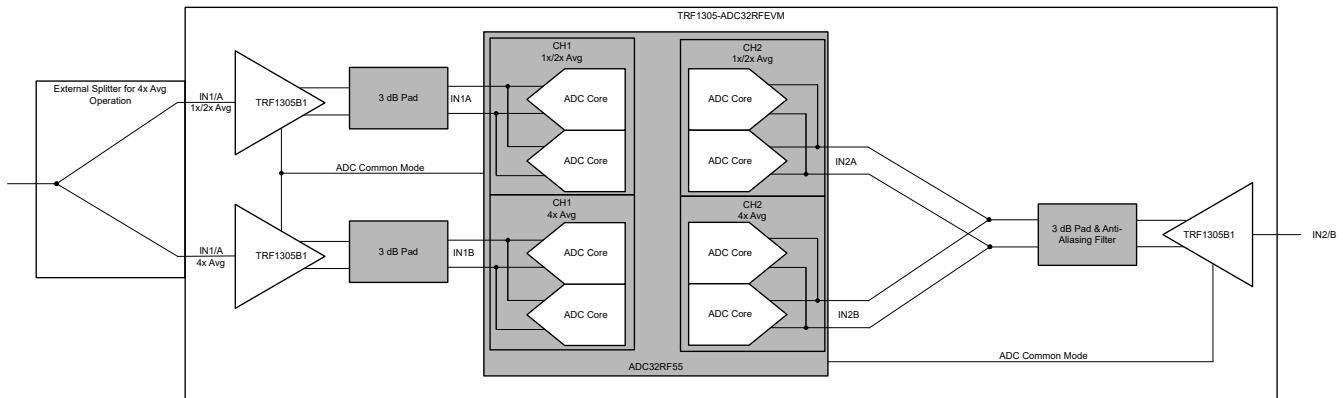 TRF1305-ADC32RFEVM
External Splitter for 4x Avg
Operation
IN1/A
1x/2x Avg
TRF1305B1
3 dB Pad
IN1A
CH1
1x/2x Avg
ADC Core
ADC Core
ADC Common Mode
IN1/A
4x Avg
TRF1305B1
3 dB Pad
IN1B
CH1
4x Avg
ADC Core
ADC Core
CH2
1x/2x Avg
ADC Core
ADC Core
IN2A
CH2
4x Avg
ADC Core
ADC Core
IN2B
ADC32RF55
3 dB Pad & Anti-
Aliasing Filter
TRF1305B1
IN2/B
ADC Common Mode